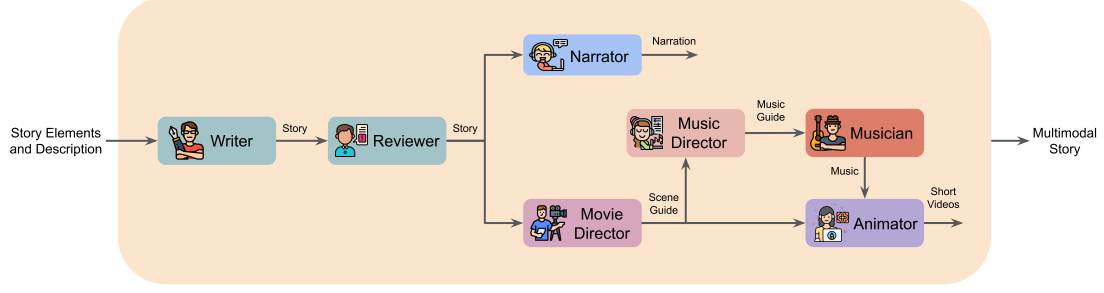 Story Elements
and Description
Writer
Story
Reviewer
Story
Narrator
Narration
Music
Director
Music
Guide
Musician
Music
Movie
Director
Scene
Guide
Animator
Short
Videos
Multimodal
Story